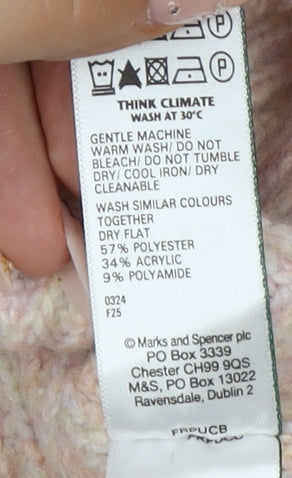 P
P
THINK CLIMATE
WASH AT 30°C
GENTLE MACHINE
WARM WASH/ DO NOT
BLEACH/ DO NOT TUMBLE
DRY/ COOL IRON/ DRY
CLEANABLE
WASH SIMILAR COLOURS
TOGETHER
DRY FLAT
57% POLYESTER
34% ACRYLIC
9% POLYAMIDE
0324
F25
© Marks and Spencer plc
PO Box 3339
Chester CH99 9QS
M&S, PO Box 13022
Ravensdale, Dublin 2